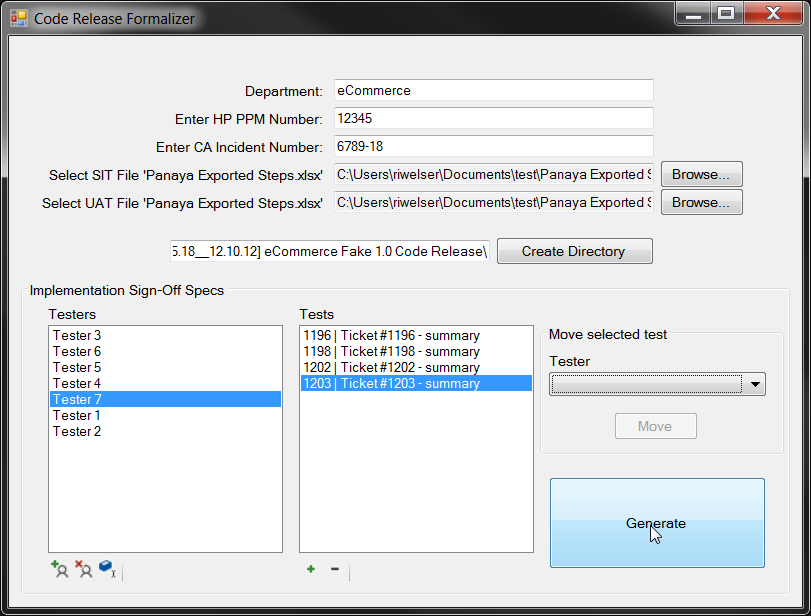 Code Release Formalizer
Department:
eCommerce
Enter HP PPM Number:
12345
Enter CA Incident Number:
6789-18
Select SIT File 'Panaya Exported Steps.xlsx'
C:\Users\riwelser\Documents\test\Panaya Exported S
Browse...
Select UAT File 'Panaya Exported Steps.xlsx'
C:\Users\riwelser\Documents\test\Panaya Exported S
Browse...
5.18__12.10.12] eCommerce Fake 1.0 Code Release\
Create Directory
Implementation Sign-Off Specs
Testers
Tester 3
Tester 6
Tester 5
Tester 4
Tester 7
Tester 1
Tester 2
Tests
1196 | Ticket #1196 - summary
1198 | Ticket #1198 - summary
1202 | Ticket #1202 - summary
1203 | Ticket #1203 - summary
Move selected test
Tester
Move
Generate